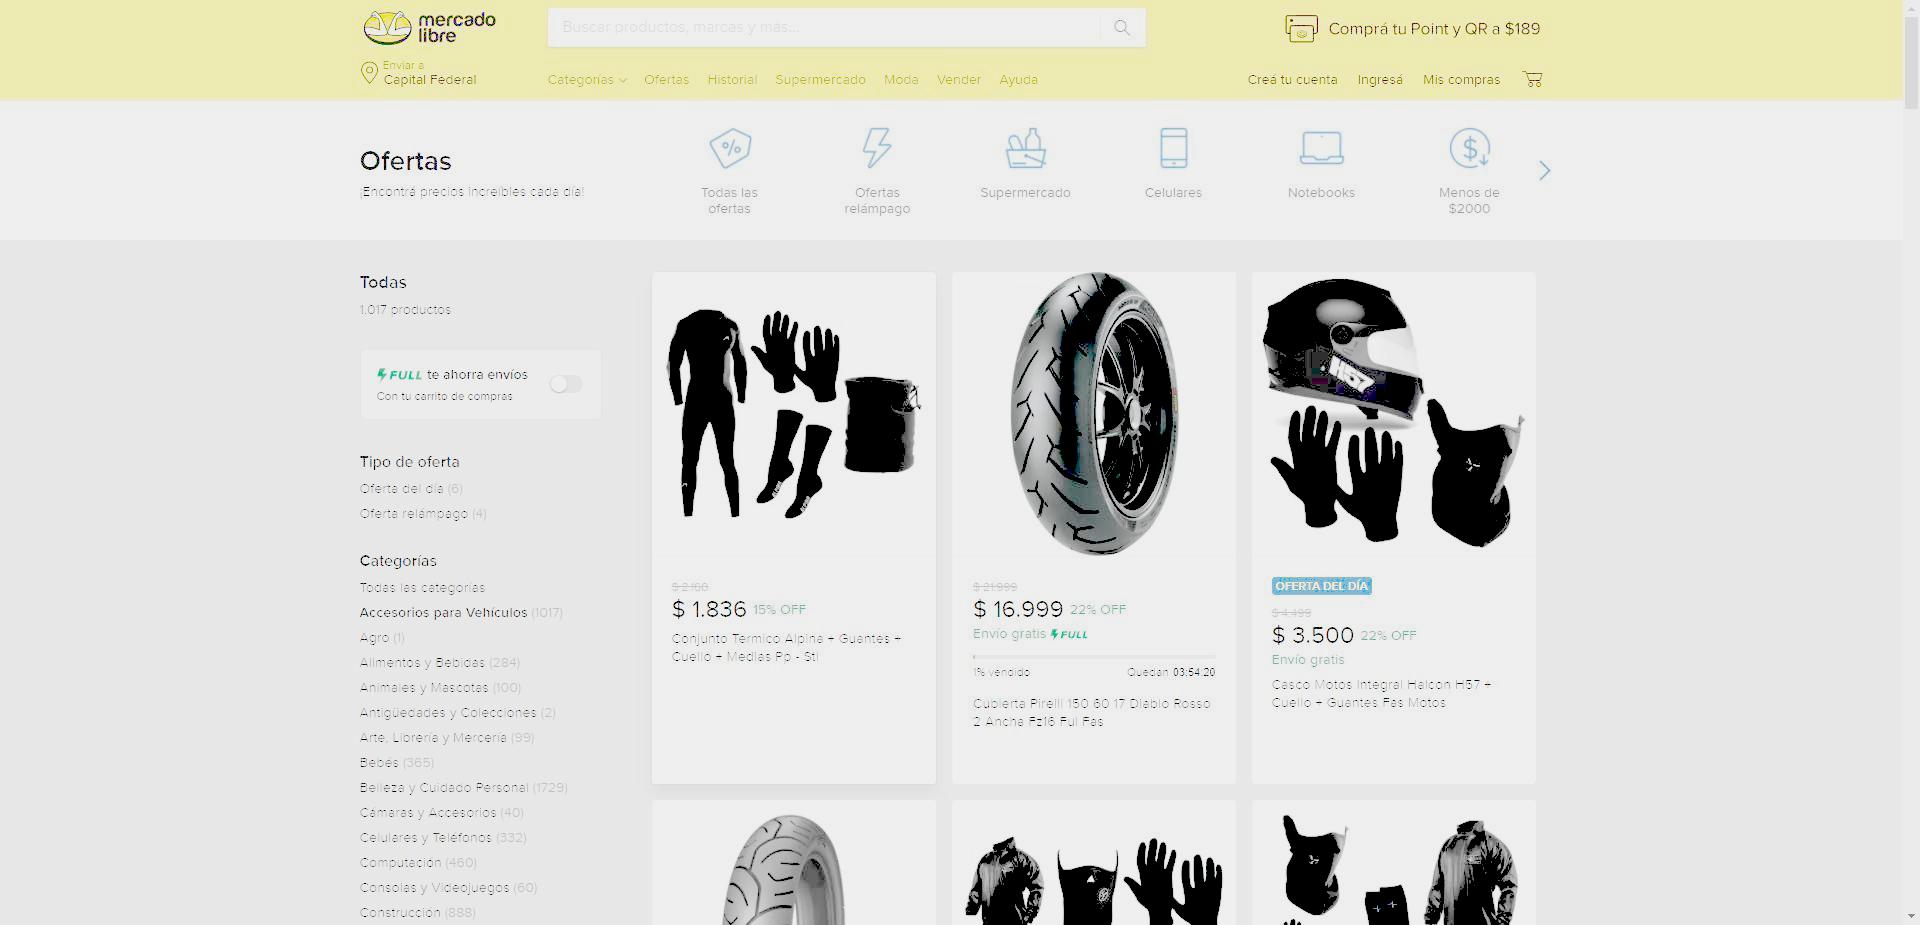 mercado
libre
Buscar productos, marcas y más...
Comprá tu Point y QR a $189
Enviar a
Capital Federal
Categorías
Ofertas
Historial
Supermercado
Moda
Vender
Ayuda
Creá tu cuenta
Ingresá
Mis compras
Ofertas
¡Encontrá precios increíbles cada día!
Todas las
ofertas
Ofertas
relámpago
Supermercado
Celulares
Notebooks
Menos de
$2000
Todas
1.017 productos
FULL te ahorra envíos
Con tu carrito de compras
Tipo de oferta
Oferta del día (6)
Oferta relámpago (4)
Categorías
Todas las categorías
Accesorios para Vehículos (1017)
Agro (1)
Alimentos y Bebidas (284)
Animales y Mascotas (100)
Antigüedades y Colecciones (2)
Arte, Librería y Mercería (99)
Bebés (365)
Belleza y Cuidado Personal (1729)
Cámaras y Accesorios (40)
Celulares y Teléfonos (332)
Computación (460)
Consolas y Videojuegos (60)
Construcción (888)
$ 2.160
$ 1.836 15% OFF
Conjunto Termico Alpina + Guantes +
Cuello + Medias Pp - Sti
$ 21.999
$ 16.999 22% OFF
Envío gratis FULL
1% vendido
Quedan 03:54:20
Cubierta Pirelli 150 60 17 Diablo Rosso
2 Ancha Fz16 Ful Fas
H57
OFERTA DEL DÍA
$ 4.499
$ 3.500 22% OFF
Envío gratis
Casco Motos Integral Halcon H57 +
Cuello + Guantes Fas Motos